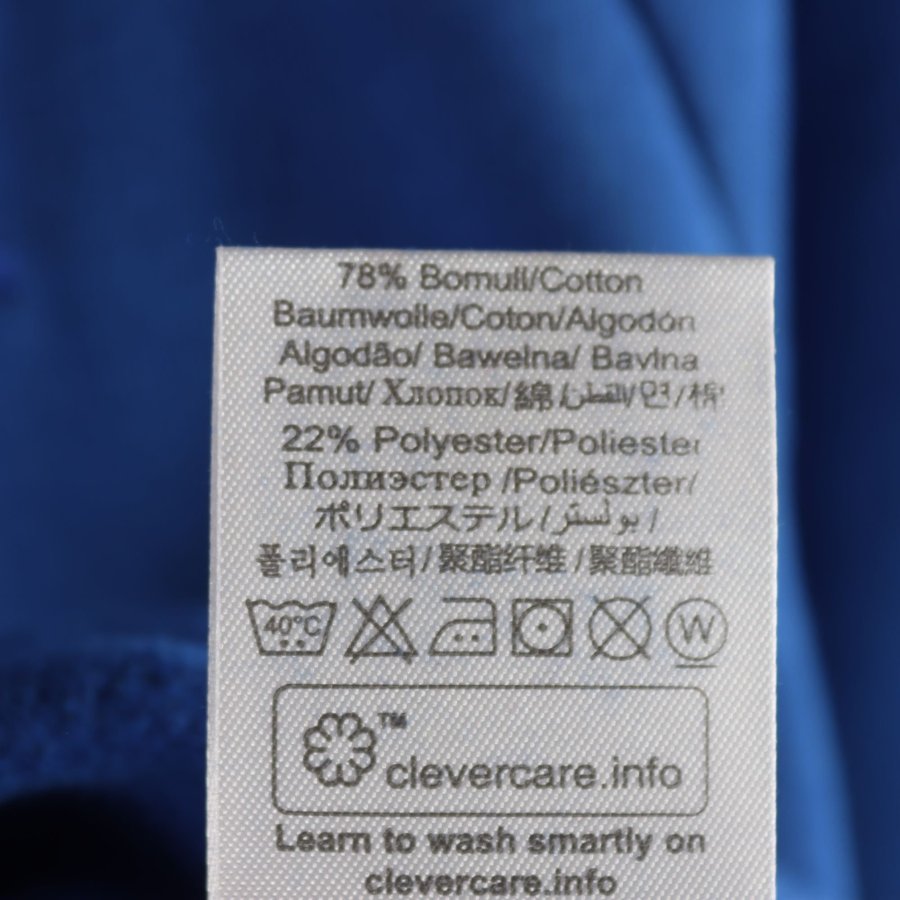 78% Bomull/Cotton
Baumwolle/Coton/Algodón
Algodão/ Bawełna/ Bavlna
Pamut/ Хлопок/綿/القطن/면/棉/
22% Polyester/Poliester
Полиэстер /Poliészter/
ポリエステル/بولستر/
폴리에스터/聚酯纤维/聚酯纖維
40°C
W
TM
clevercare.info
Learn to wash smartly on
clevercare.info